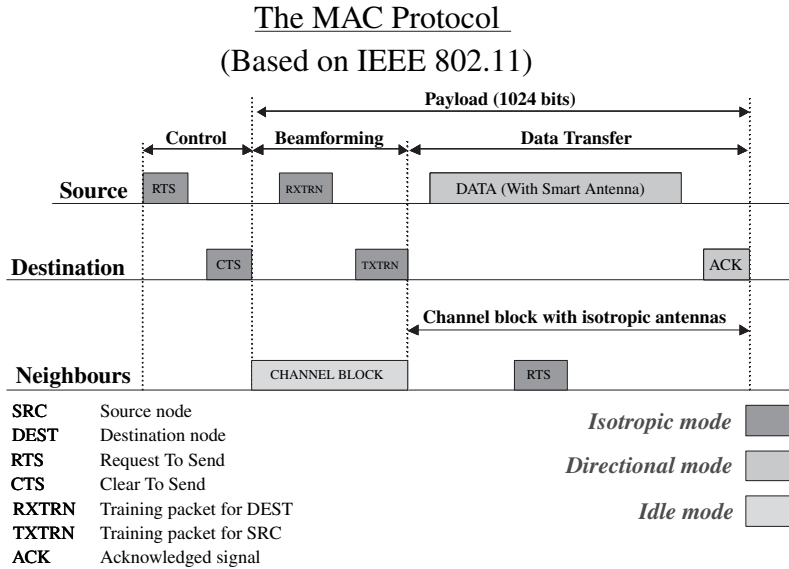 The MAC Protocol
(Based on IEEE 802.11)
Payload (1024 bits)
Control Beamforming Data Transfer
Source RTS RXTRN DATA (With Smart Antenna)
Destination CTS TXTRN ACK
Channel block with isotropic antennas
Neighbours CHANNEL BLOCK RTS
SRC Source node
DEST Destination node
RTS Request To Send
CTS Clear To Send
RXTRN Training packet for DEST
TXTRN Training packet for SRC
ACK Acknowledged signal
Isotropic mode
Directional mode
Idle mode